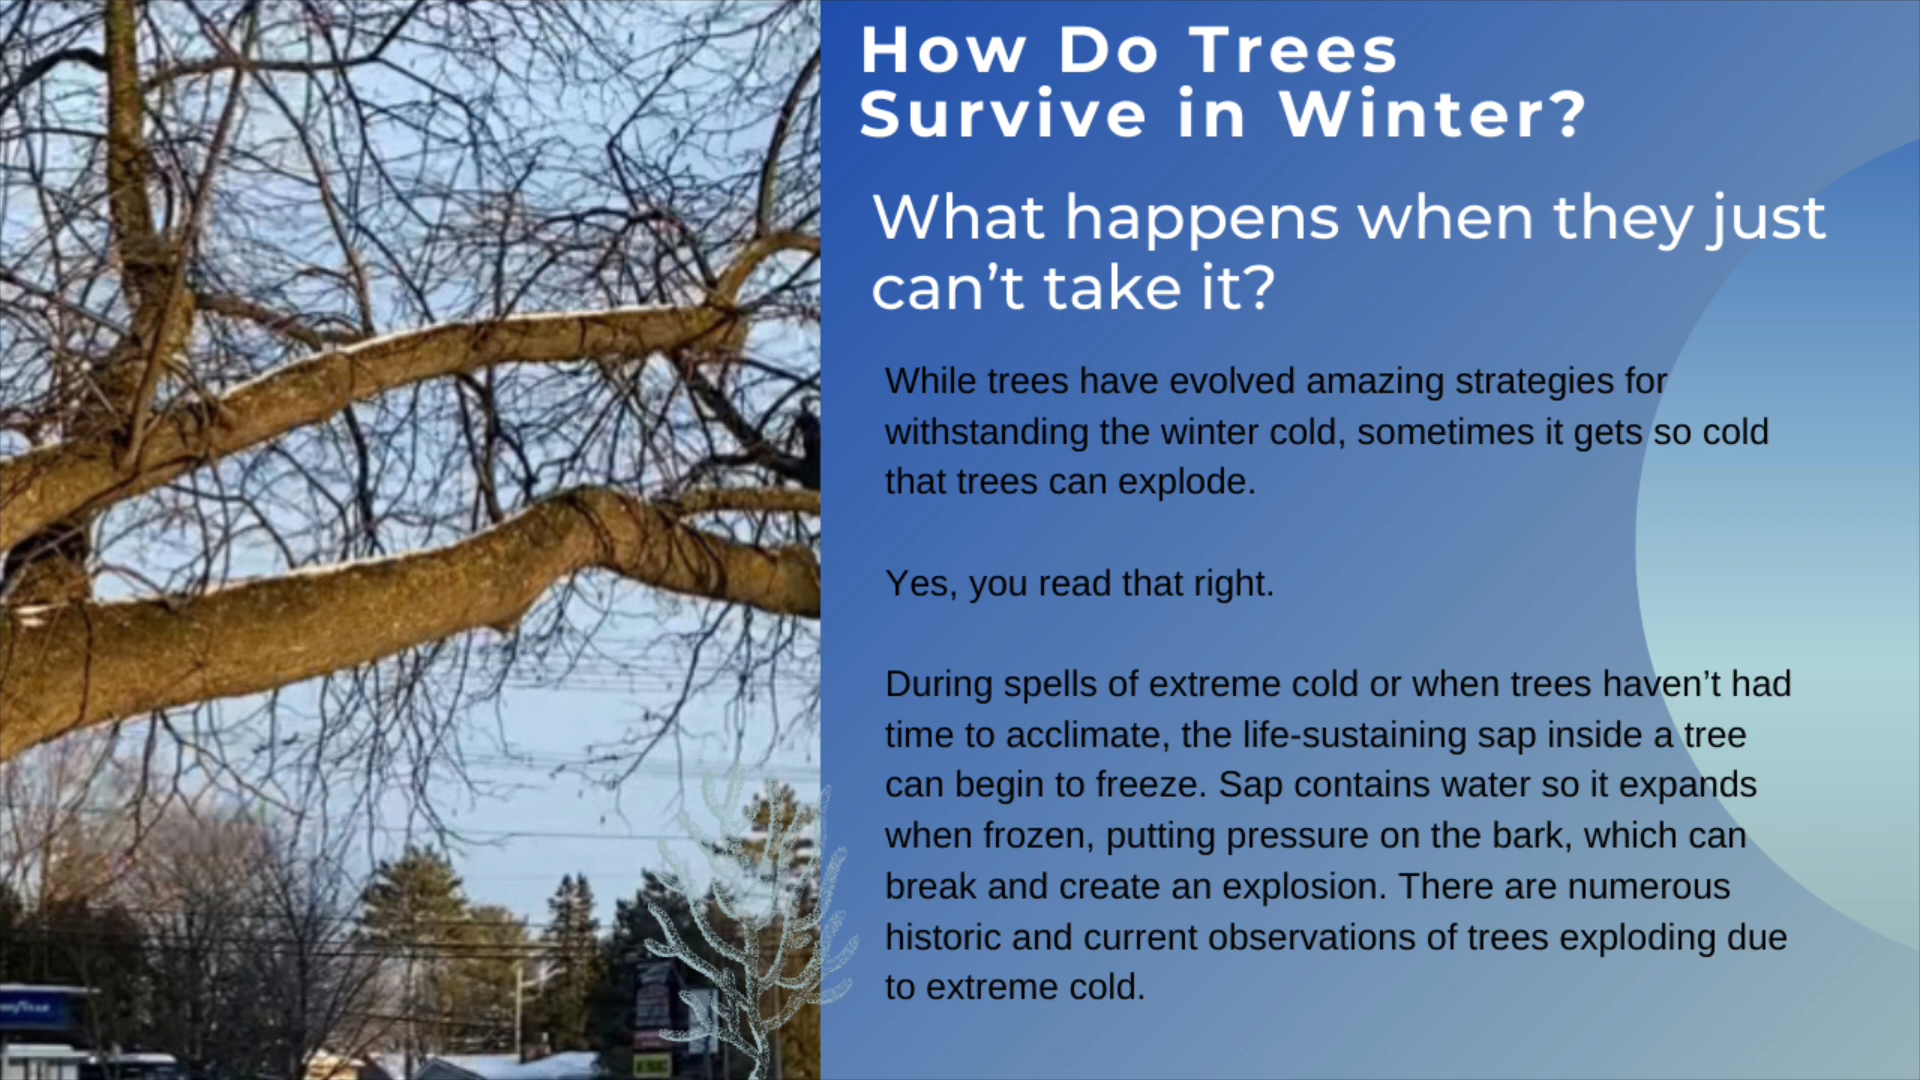 How Do Trees
Survive in Winter?
What happens when they just
can’t take it?
While trees have evolved amazing strategies for
withstanding the winter cold, sometimes it gets so cold
that trees can explode.
Yes, you read that right.
During spells of extreme cold or when trees haven’t had
time to acclimate, the life-sustaining sap inside a tree
can begin to freeze. Sap contains water so it expands
when frozen, putting pressure on the bark, which can
break and create an explosion. There are numerous
historic and current observations of trees exploding due
to extreme cold.